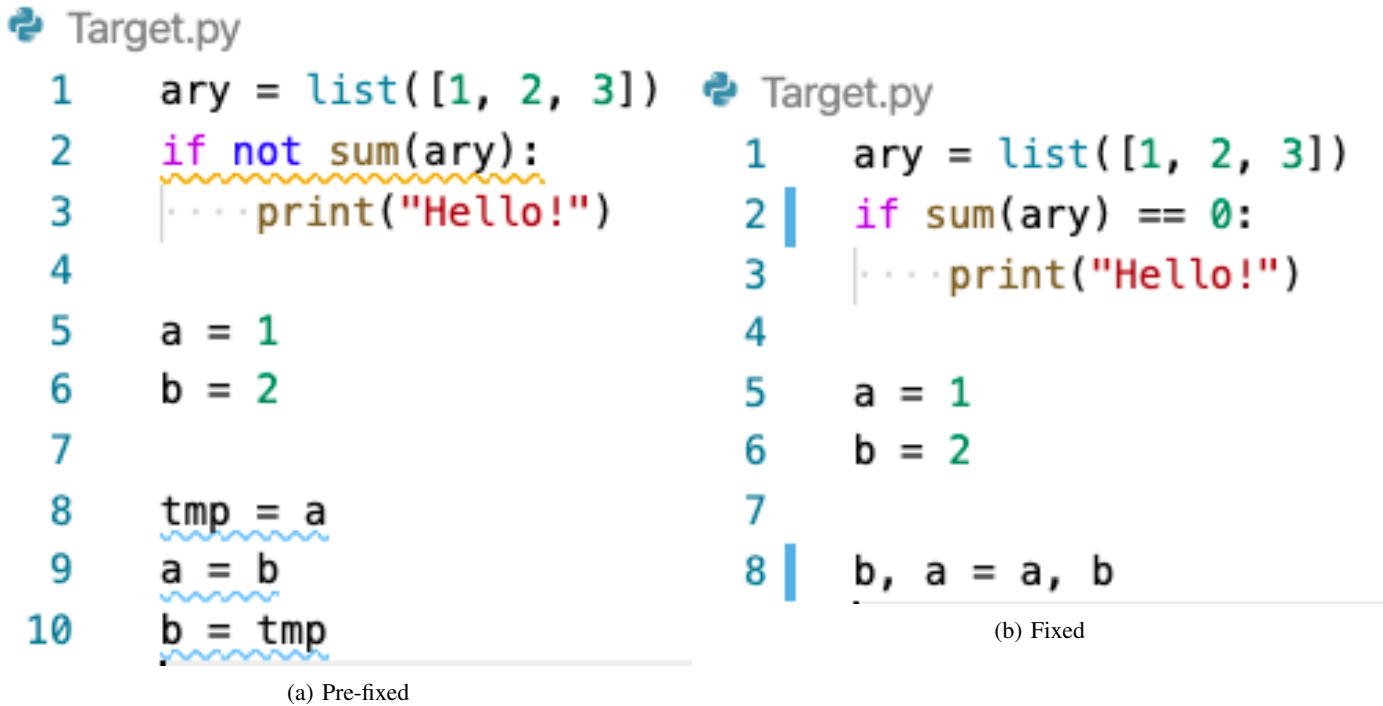 Target.py
1 ary = list([1, 2, 3])
2 if not sum(ary):
3 ····print("Hello!")
4
5 a = 1
6 b = 2
7
8 tmp = a
9 a = b
10 b = tmp
(a) Pre-fixed
Target.py
1 ary = list([1, 2, 3])
2 if sum(ary) == 0:
3 ····print("Hello!")
4
5 a = 1
6 b = 2
7
8 b, a = a, b
(b) Fixed